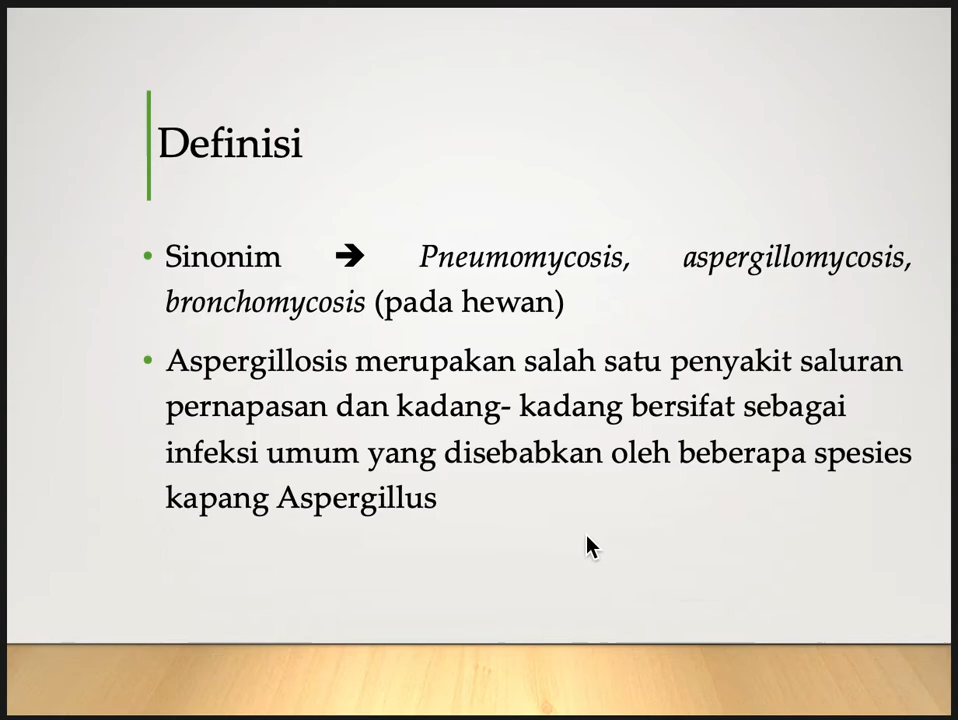 Definisi
• Sinonim ➔ Pneumomycosis, aspergillomycosis,
bronchomycosis (pada hewan)
• Aspergillosis merupakan salah satu penyakit saluran
pernapasan dan kadang- kadang bersifat sebagai
infeksi umum yang disebabkan oleh beberapa spesies
kapang Aspergillus